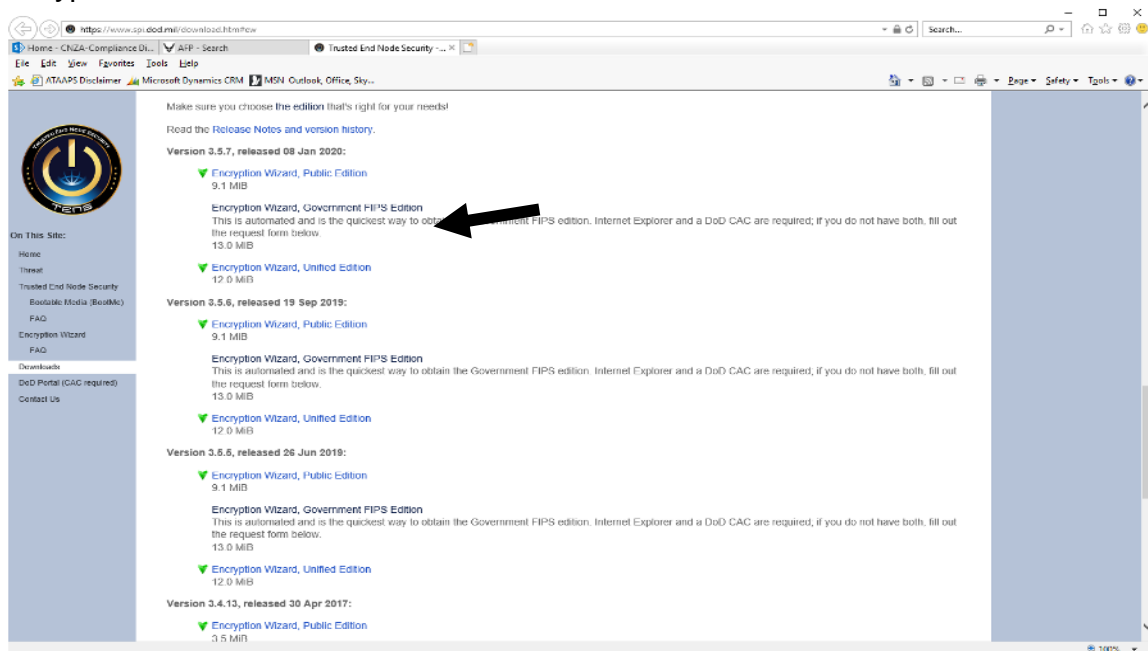 https://www.spi.dod.mil/download.htm#ew
Search...
Home - CNZA-Compliance Di...
AFP - Search
Trusted End Node Security -...
File Edit View Favorites Tools Help
ATAAPS Disclaimer
Microsoft Dynamics CRM
MSN Outlook, Office, Sky...
Page
Safety
Tools
Make sure you choose the edition that's right for your needs!
Read the Release Notes and version history.
Version 3.5.7, released 08 Jan 2020:
Encryption Wizard, Public Edition
9.1 MiB
Encryption Wizard, Government FIPS Edition
This is automated and is the quickest way to FIPS edition. Internet Explorer and a DoD CAC are required; if you do not have both, fill out
the request form below.
13.0 MiB
Encryption Wizard, Unified Edition
12.0 MiB
Version 3.5.6, released 19 Sep 2019:
Encryption Wizard, Public Edition
9.1 MiB
Encryption Wizard, Government FIPS Edition
This is automated and is the quickest way to obtain the Government FIPS edition. Internet Explorer and a DoD CAC are required; if you do not have both, fill out
the request form below.
13.0 MiB
Encryption Wizard, Unified Edition
12.0 MiB
Version 3.5.5, released 26 Jun 2019:
Encryption Wizard, Public Edition
9.1 MiB
Encryption Wizard, Government FIPS Edition
This is automated and is the quickest way to obtain the Government FIPS edition. Internet Explorer and a DoD CAC are required; if you do not have both, fill out
the request form below.
13.0 MiB
Encryption Wizard, Unified Edition
12.0 MiB
Version 3.4.13, released 30 Apr 2017:
Encryption Wizard, Public Edition
3.5 MiB
TRUSTED END NODE SECURITY
TENS
On This Site:
Home
Threat
Trusted End Node Security
Bootable Media (BootMe)
FAQ
Encryption Wizard
FAQ
Downloads
DoD Portal (CAC required)
Contact Us
100%